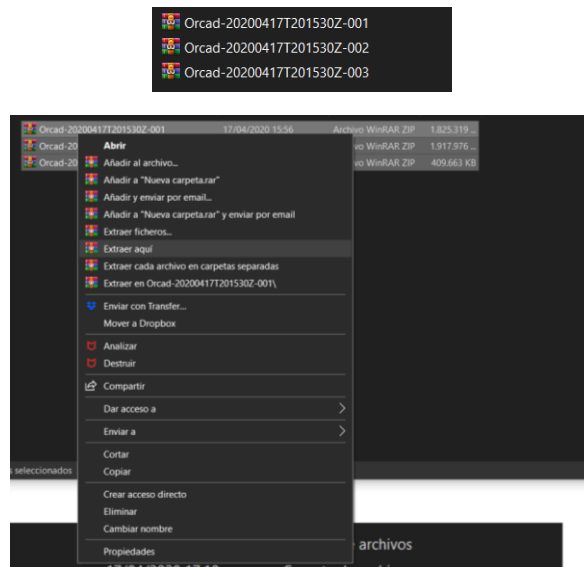 Orcad-20200417T201530Z-001
Orcad-20200417T201530Z-002
Orcad-20200417T201530Z-003
Orcad-20200417T201530Z-001 17/04/2020 15:56 Archivo WinRAR ZIP 1.825.319 ...
Orcad-20 vo WinRAR ZIP 1.917.976 ...
Orcad-20 vo WinRAR ZIP 409.663 KB
Abrir
Añadir al archivo...
Añadir a "Nueva carpeta.rar"
Añadir y enviar por email...
Añadir a "Nueva carpeta.rar" y enviar por email
Extraer ficheros...
Extraer aquí
Extraer cada archivo en carpetas separadas
Extraer en Orcad-20200417T201530Z-001\
Enviar con Transfer...
Mover a Dropbox
Analizar
Destruir
Compartir
Dar acceso a
Enviar a
s seleccionados
Cortar
Copiar
Crear acceso directo
Eliminar
Cambiar nombre
archivos
Propiedades